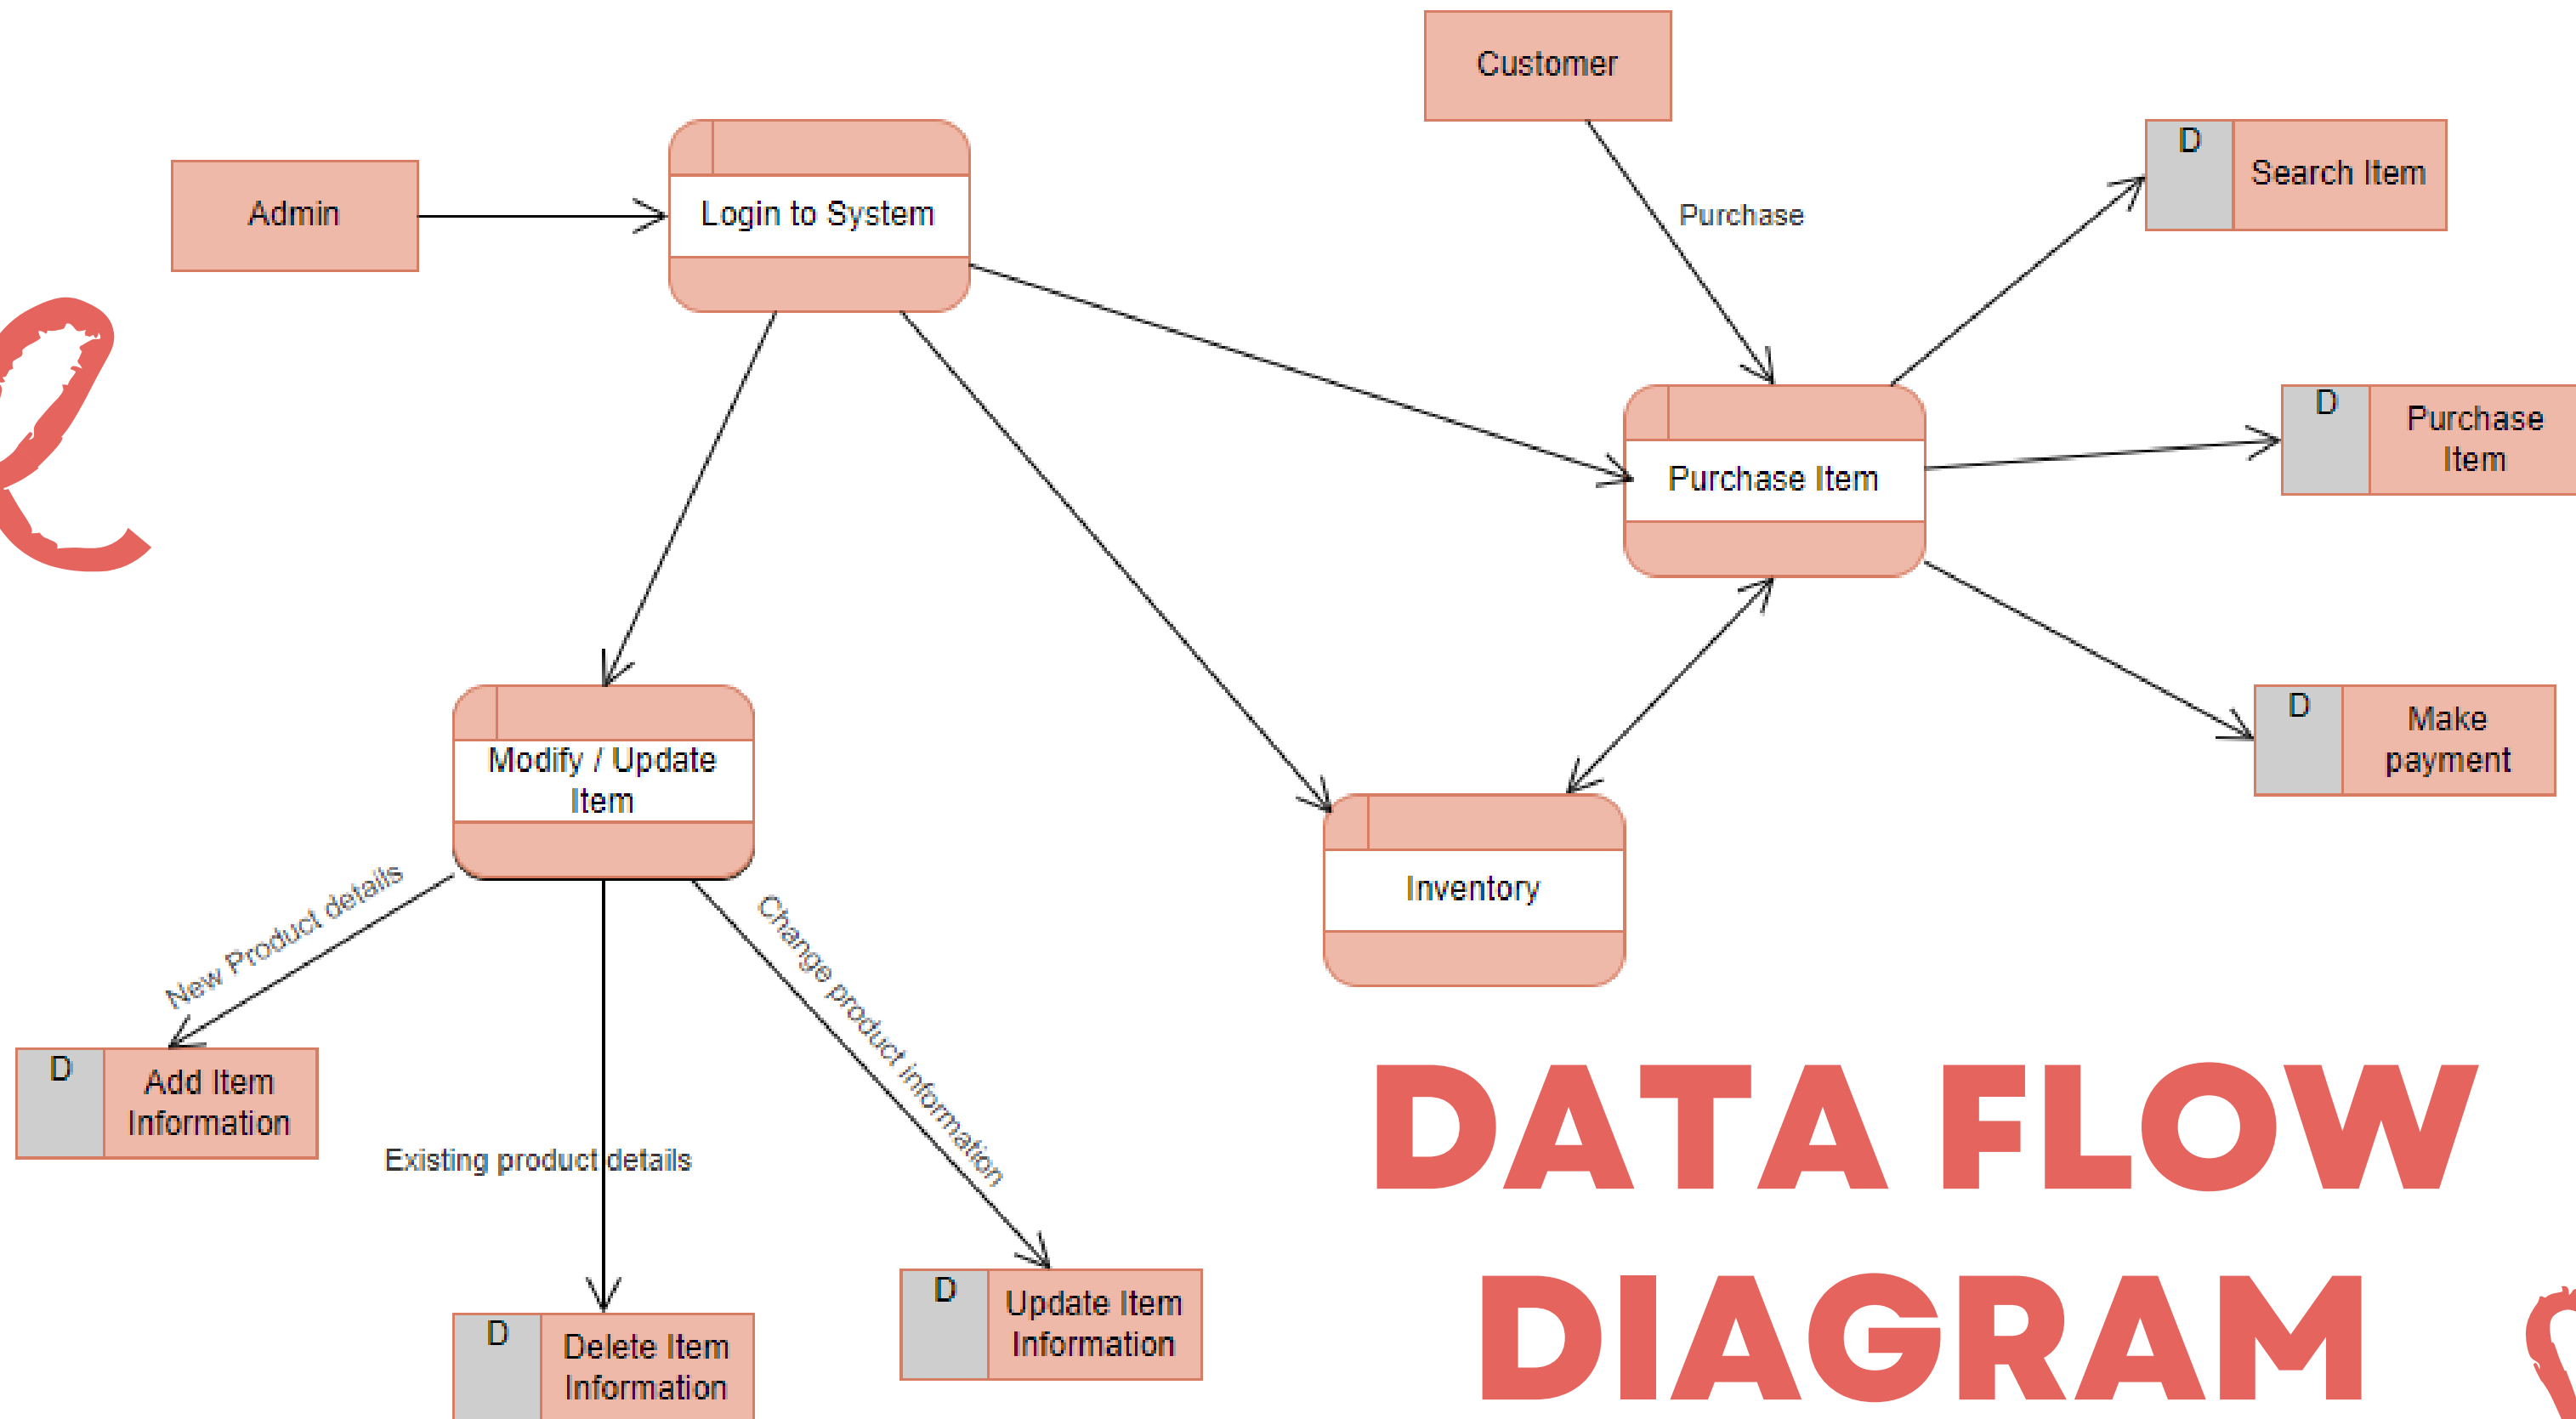 Customer
D
Search Item
Admin
Login to System
Purchase
D
Purchase
Item
Purchase Item
D
Make
payment
Modify / Update
Item
Inventory
New Product details
Change product information
D
Add Item
Information
Exiisting product details
D
Update Item
Information
D
Delete Item
Information
DATA FLOW
DIAGRAM